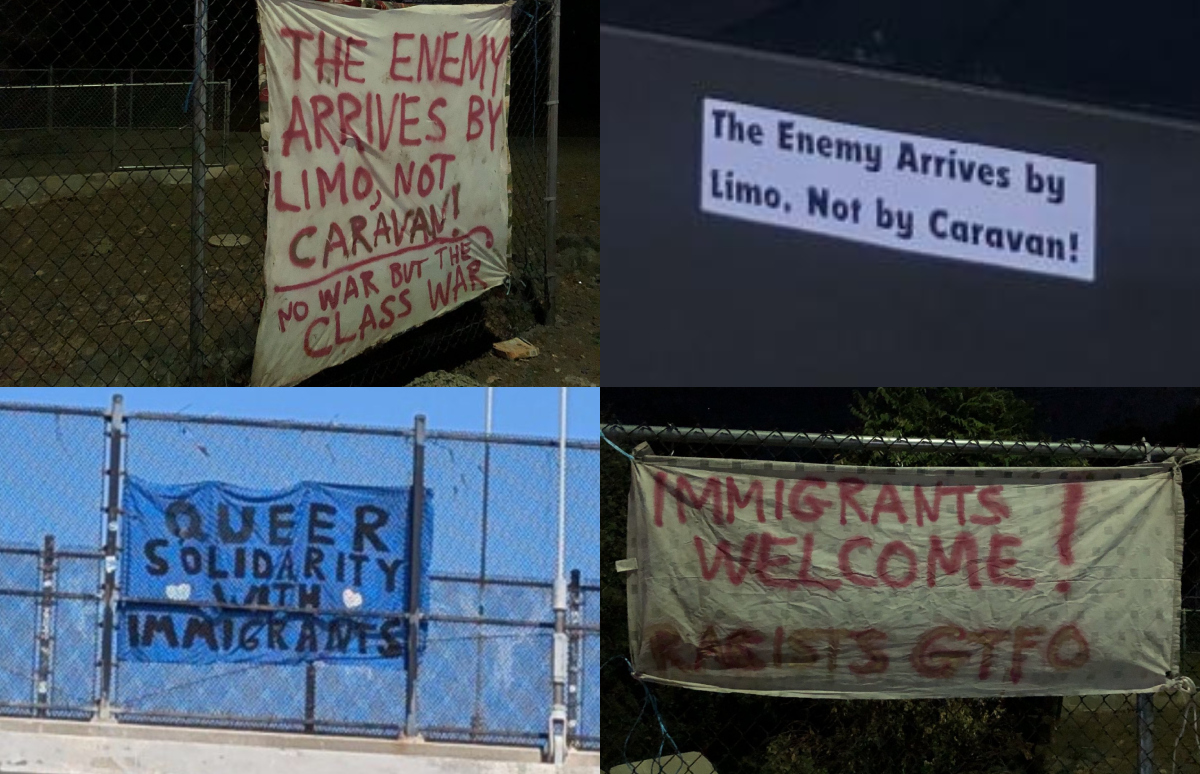 THE ENEMY
ARRIVES BY
LIMO, NOT
CARAVAN!
NO WAR BUT THE
CLASS WAR
The Enemy Arrives by
Limo, Not by Caravan!
QUEER
SOLIDARITY
WITH
IMMIGRANTS
IMMIGRANTS
WELCOME!
RACISTS GTFO